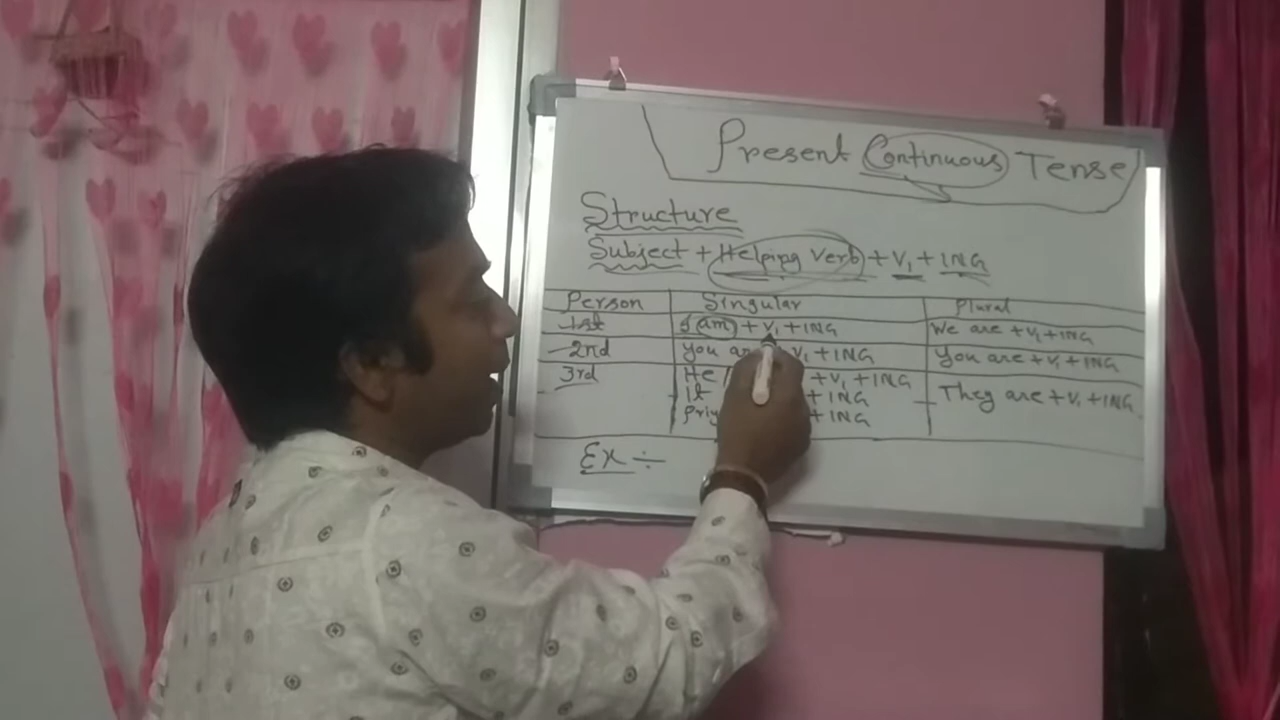 Present Continuous Tense
Structure
Subject + Helping Verb + V1 + ING
Person Singular Plural
1st I am + V1 + ING We are + V1 + ING
2nd You V1 + ING You are + V1 + ING
3rd He + V1 + ING They are + V1 + ING
It + ING
+ ING
Ex ÷